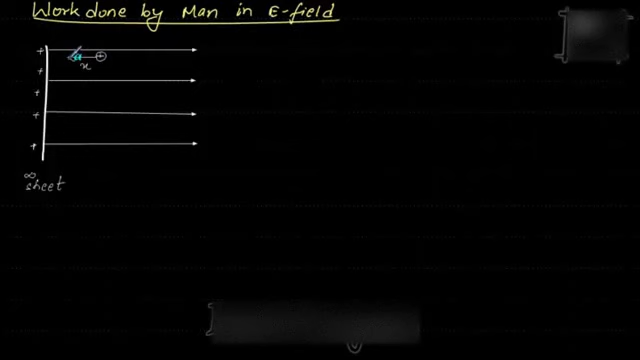 Work done by Man in E-field
+
+
x
+
+
+
+
∞
sheet